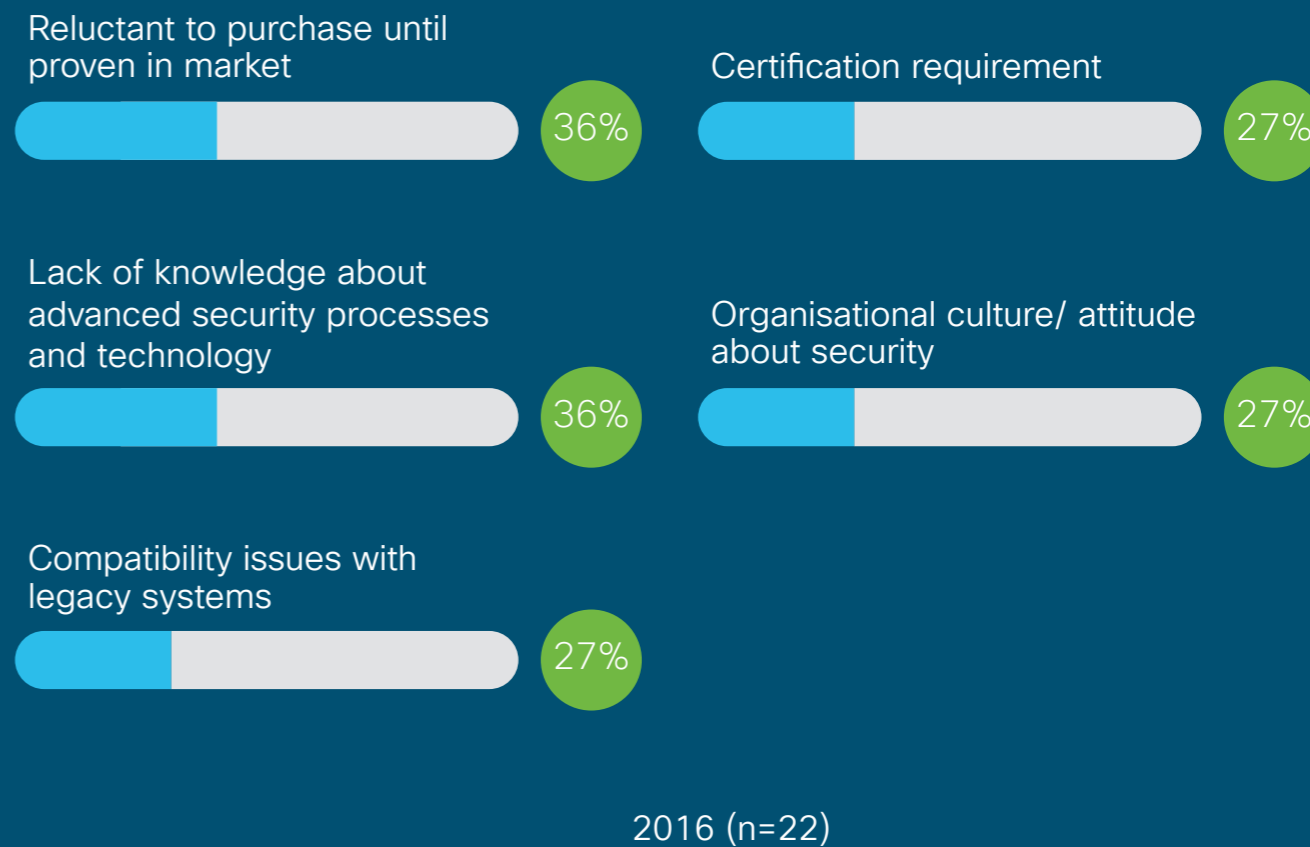 Reluctant to purchase until
proven in market
36%
Certification requirement
27%
Lack of knowledge about
advanced security processes
and technology
36%
Organisational culture/ attitude
about security
27%
Compatibility issues with
legacy systems
27%
2016 (n=22)